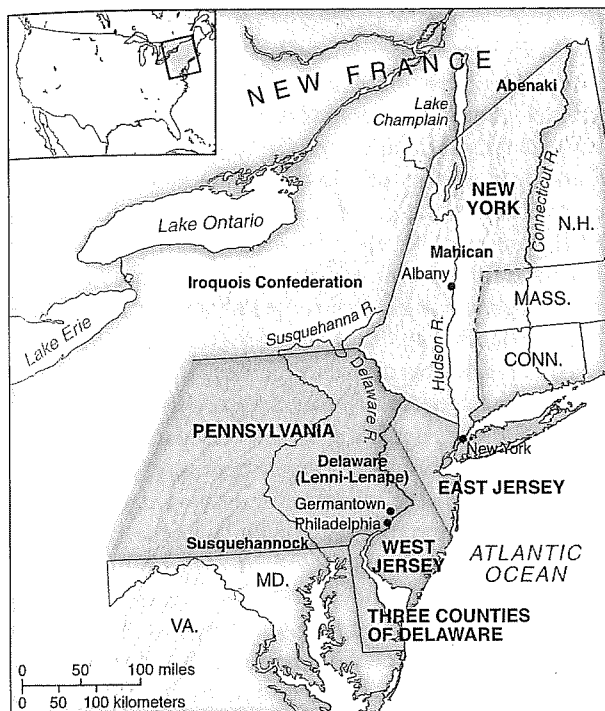 NEW FRANCE
Abenaki
Lake
Champlain
Connecticut R.
NEW
YORK
Lake Ontario
N.H.
Mahican
Albany
Iroquois Confederation
MASS.
Lake Erie
Susquehanna R.
Hudson R.
CONN.
Delaware R.
PENNSYLVANIA
New York
Delaware
(Lenni-Lenape)
EAST JERSEY
Germantown
Philadelphia
Susquehannock
WEST
JERSEY
ATLANTIC
OCEAN
MD.
THREE COUNTIES
OF DELAWARE
VA.
0 50 100 miles
0 50 100 kilometers